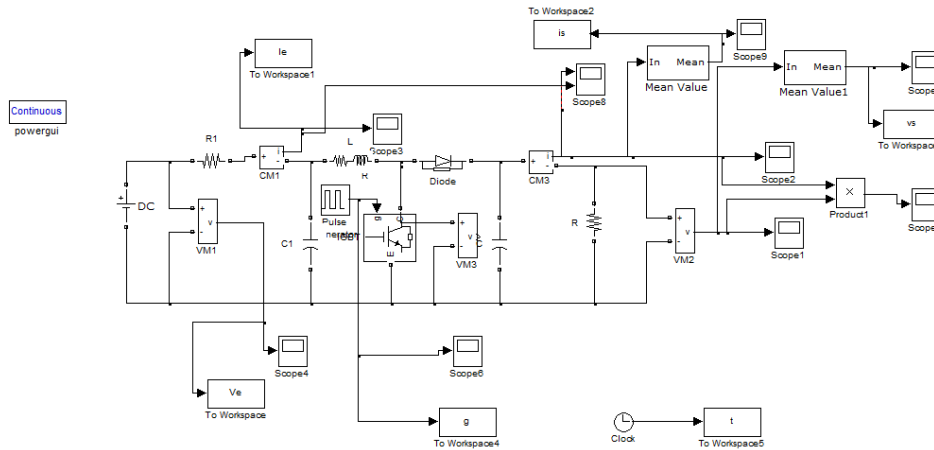 To Workspace2
is
Scope9
Ie
To Workspace1
In Mean
Mean Value
In Mean
Mean Value1
Scope
Scope8
vs
To Workspace
Continuous
powergui
R1
L
Scope3
i
CM1
R
Diode
i
CM3
Scope2
Product1
Scope
DC
Pulse
g
C
E
C1
v
VM1
v
VM3
C
R
v
VM2
Scope1
Scope4
Scope6
Ve
To Workspace
g
To Workspace4
Clock
t
To Workspace5